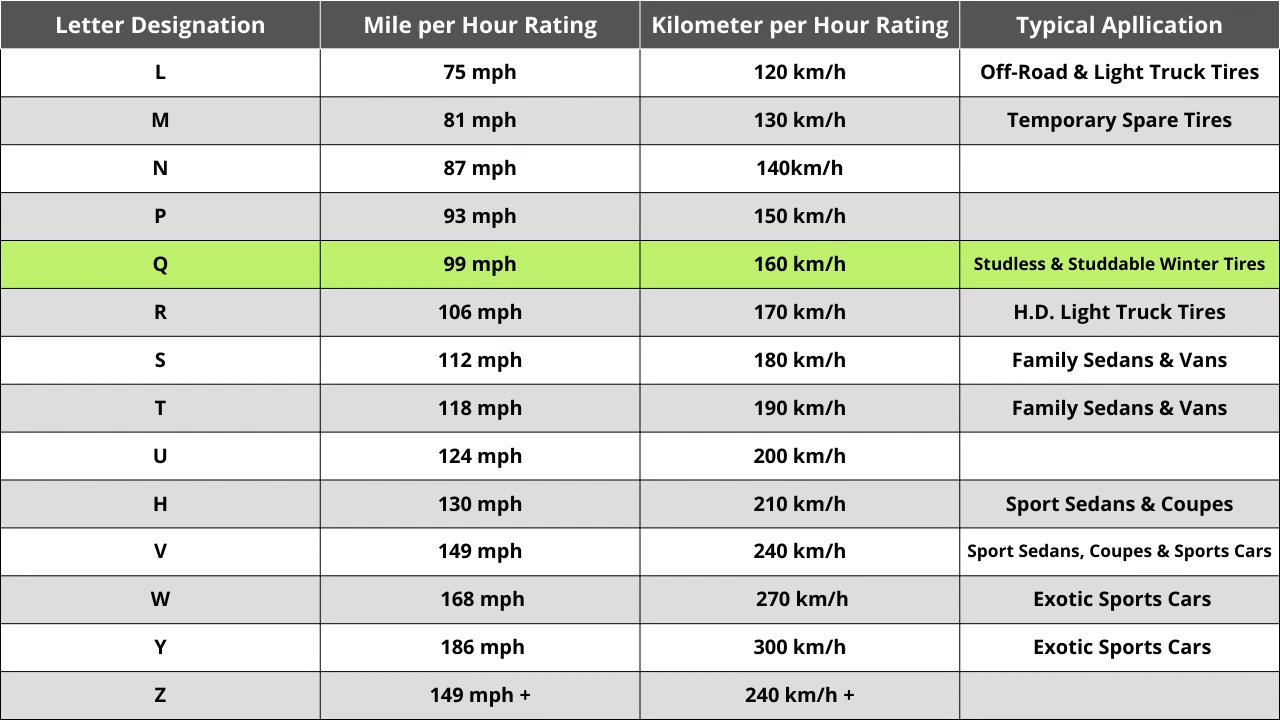 Letter Designation Mile per Hour Rating Kilometer per Hour Rating Typical Apllication
L 75 mph 120 km/h Off-Road & Light Truck Tires
M 81 mph 130 km/h Temporary Spare Tires
N 87 mph 140km/h
P 93 mph 150 km/h
Q 99 mph 160 km/h Studless & Studdable Winter Tires
R 106 mph 170 km/h H.D. Light Truck Tires
S 112 mph 180 km/h Family Sedans & Vans
T 118 mph 190 km/h Family Sedans & Vans
U 124 mph 200 km/h
H 130 mph 210 km/h Sport Sedans & Coupes
V 149 mph 240 km/h Sport Sedans, Coupes & Sports Cars
W 168 mph 270 km/h Exotic Sports Cars
Y 186 mph 300 km/h Exotic Sports Cars
Z 149 mph + 240 km/h +